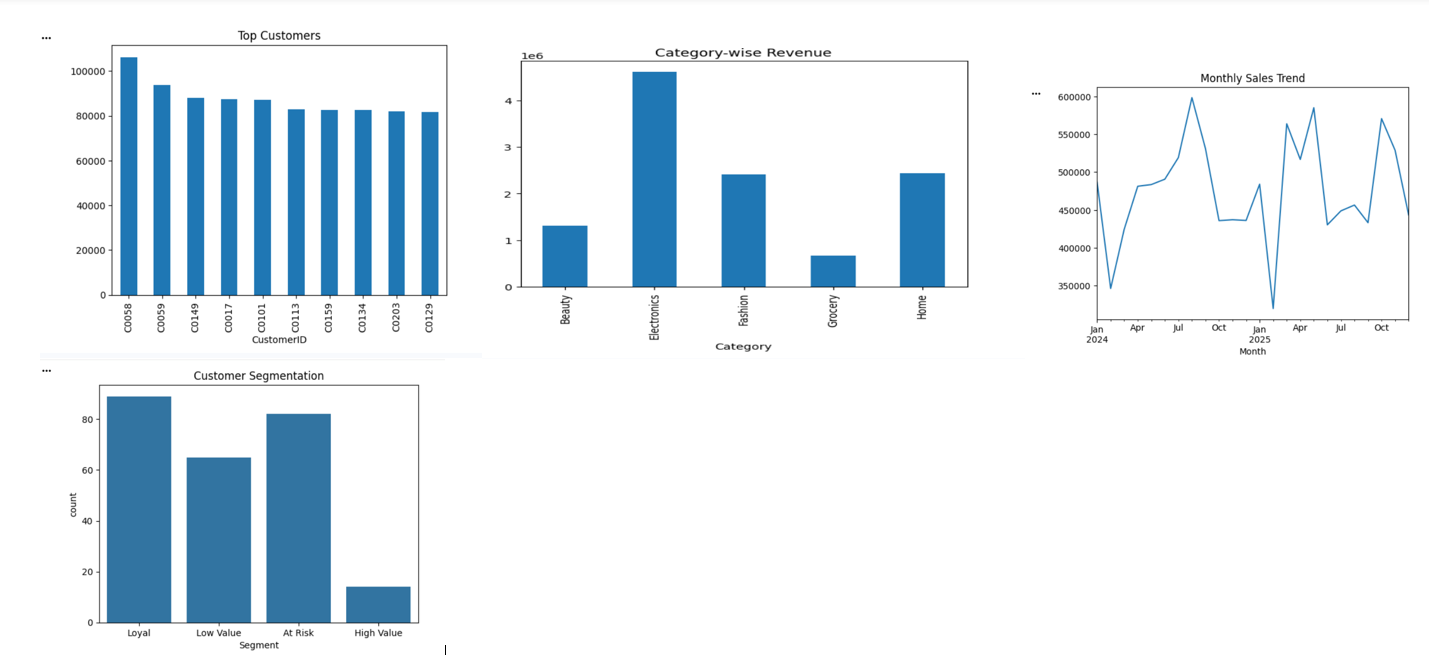 ...
Top Customers
100000
80000
60000
40000
20000
0
C0058 C0059 C0149 C0017 C0101 C0113 C0159 C0134 C0203 C0129
CustomerID
Category-wise Revenue
1e6
4
3
2
1
0
Beauty Electronics Fashion Grocery Home
Category
...
Monthly Sales Trend
600000
550000
500000
450000
400000
350000
Jan Apr Jul Oct Jan Apr Jul Oct
2024 2025
Month
...
Customer Segmentation
80
60
40
20
0
count
Loyal Low Value At Risk High Value
Segment